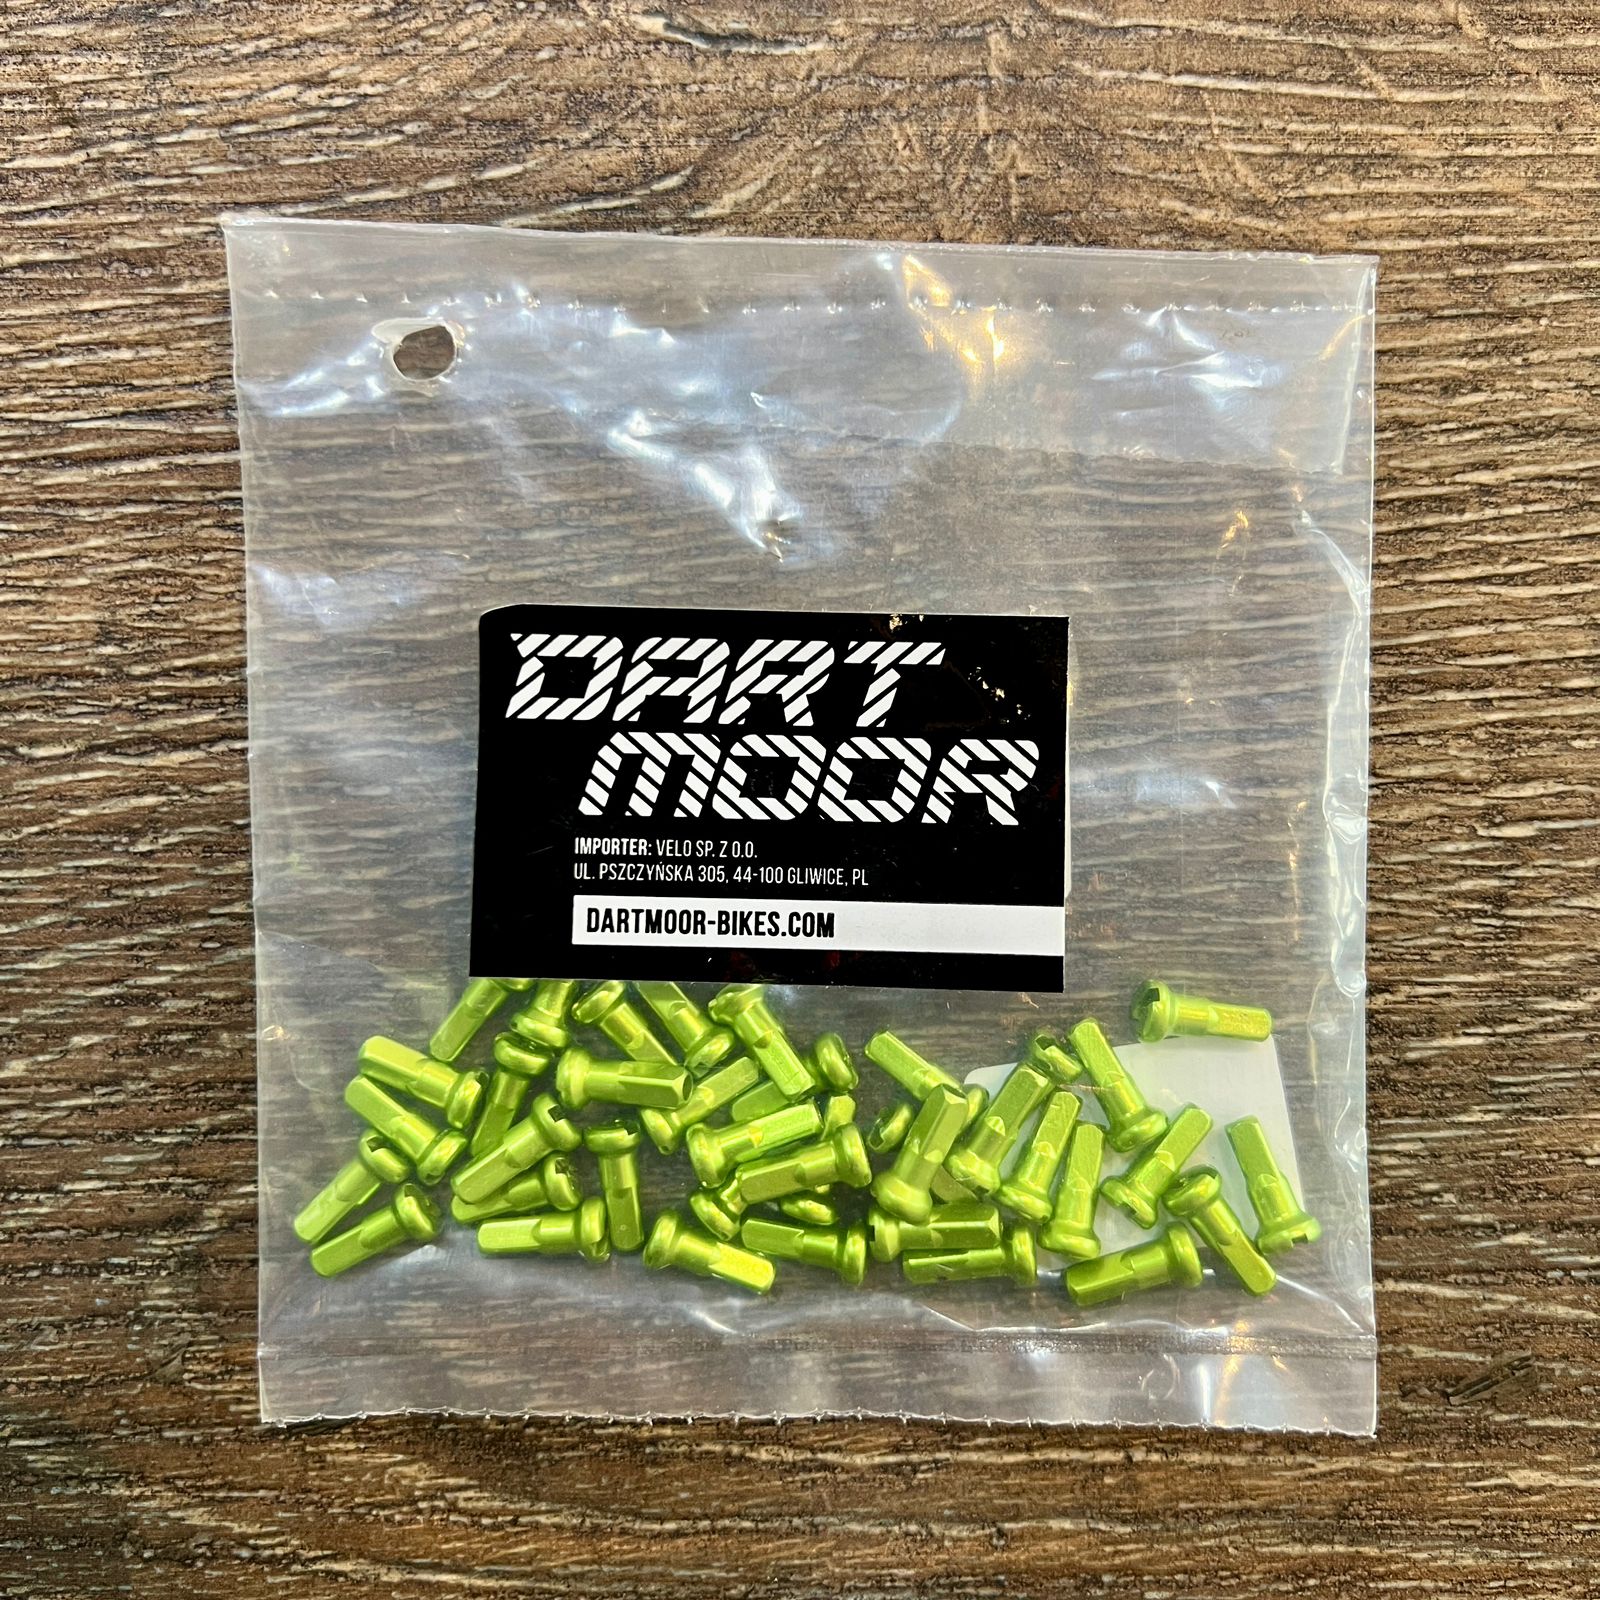 DART
MOOR
IMPORTER: VELO SP. Z O.O.
UL. PSZCZYŃSKA 305, 44-100 GLIWICE, PL
DARTMOOR-BIKES.COM